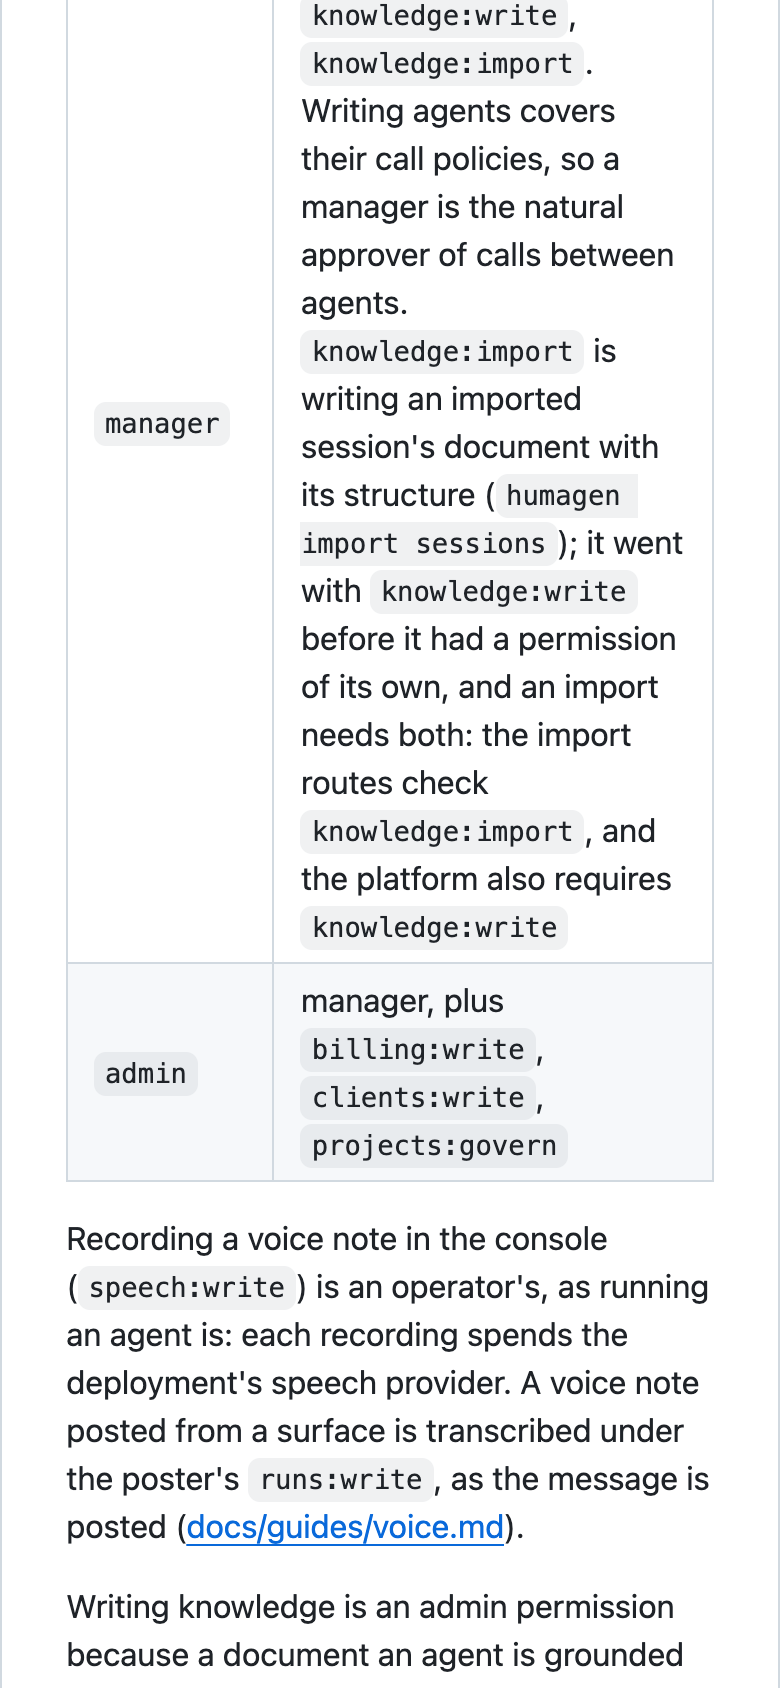 knowledge:write,
knowledge:import.
Writing agents covers
their call policies, so a
manager is the natural
approver of calls between
agents.
knowledge:import is
writing an imported
manager
session's document with
its structure (humagen
import sessions); it went
with knowledge:write
before it had a permission
of its own, and an import
needs both: the import
routes check
knowledge:import, and
the platform also requires
knowledge:write
manager, plus
billing:write,
admin
clients:write,
projects:govern
Recording a voice note in the console
(speech:write) is an operator's, as running
an agent is: each recording spends the
deployment's speech provider. A voice note
posted from a surface is transcribed under
the poster's runs:write, as the message is
posted (docs/guides/voice.md).
Writing knowledge is an admin permission
because a document an agent is grounded